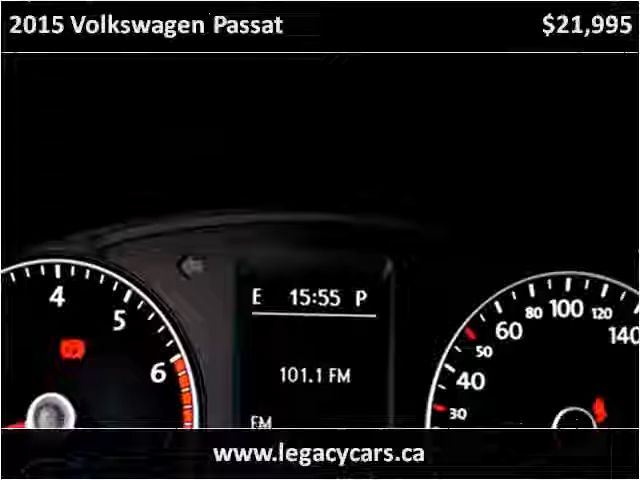 2015 Volkswagen Passat $21,995
E 15:55 P
101.1 FM
FM
4 5 6
30 40 50 60 80 100 120 140
www.legacycars.ca